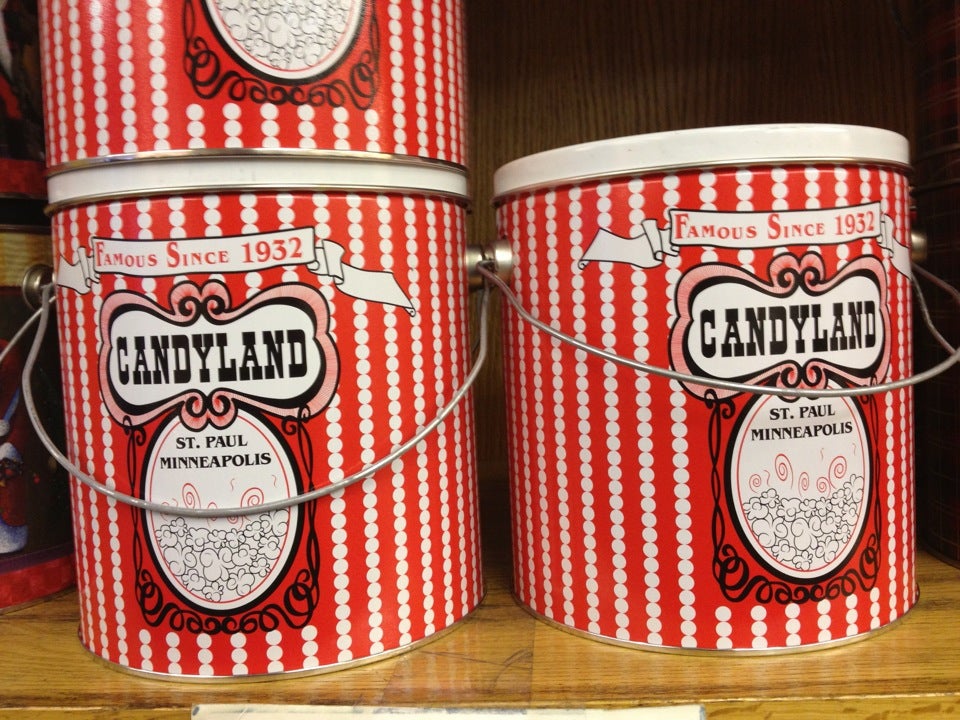 Famous Since 1932
CANDYLAND
ST. PAUL
MINNEAPOLIS
Famous Since 1932
CANDYLAND
ST. PAUL
MINNEAPOLIS